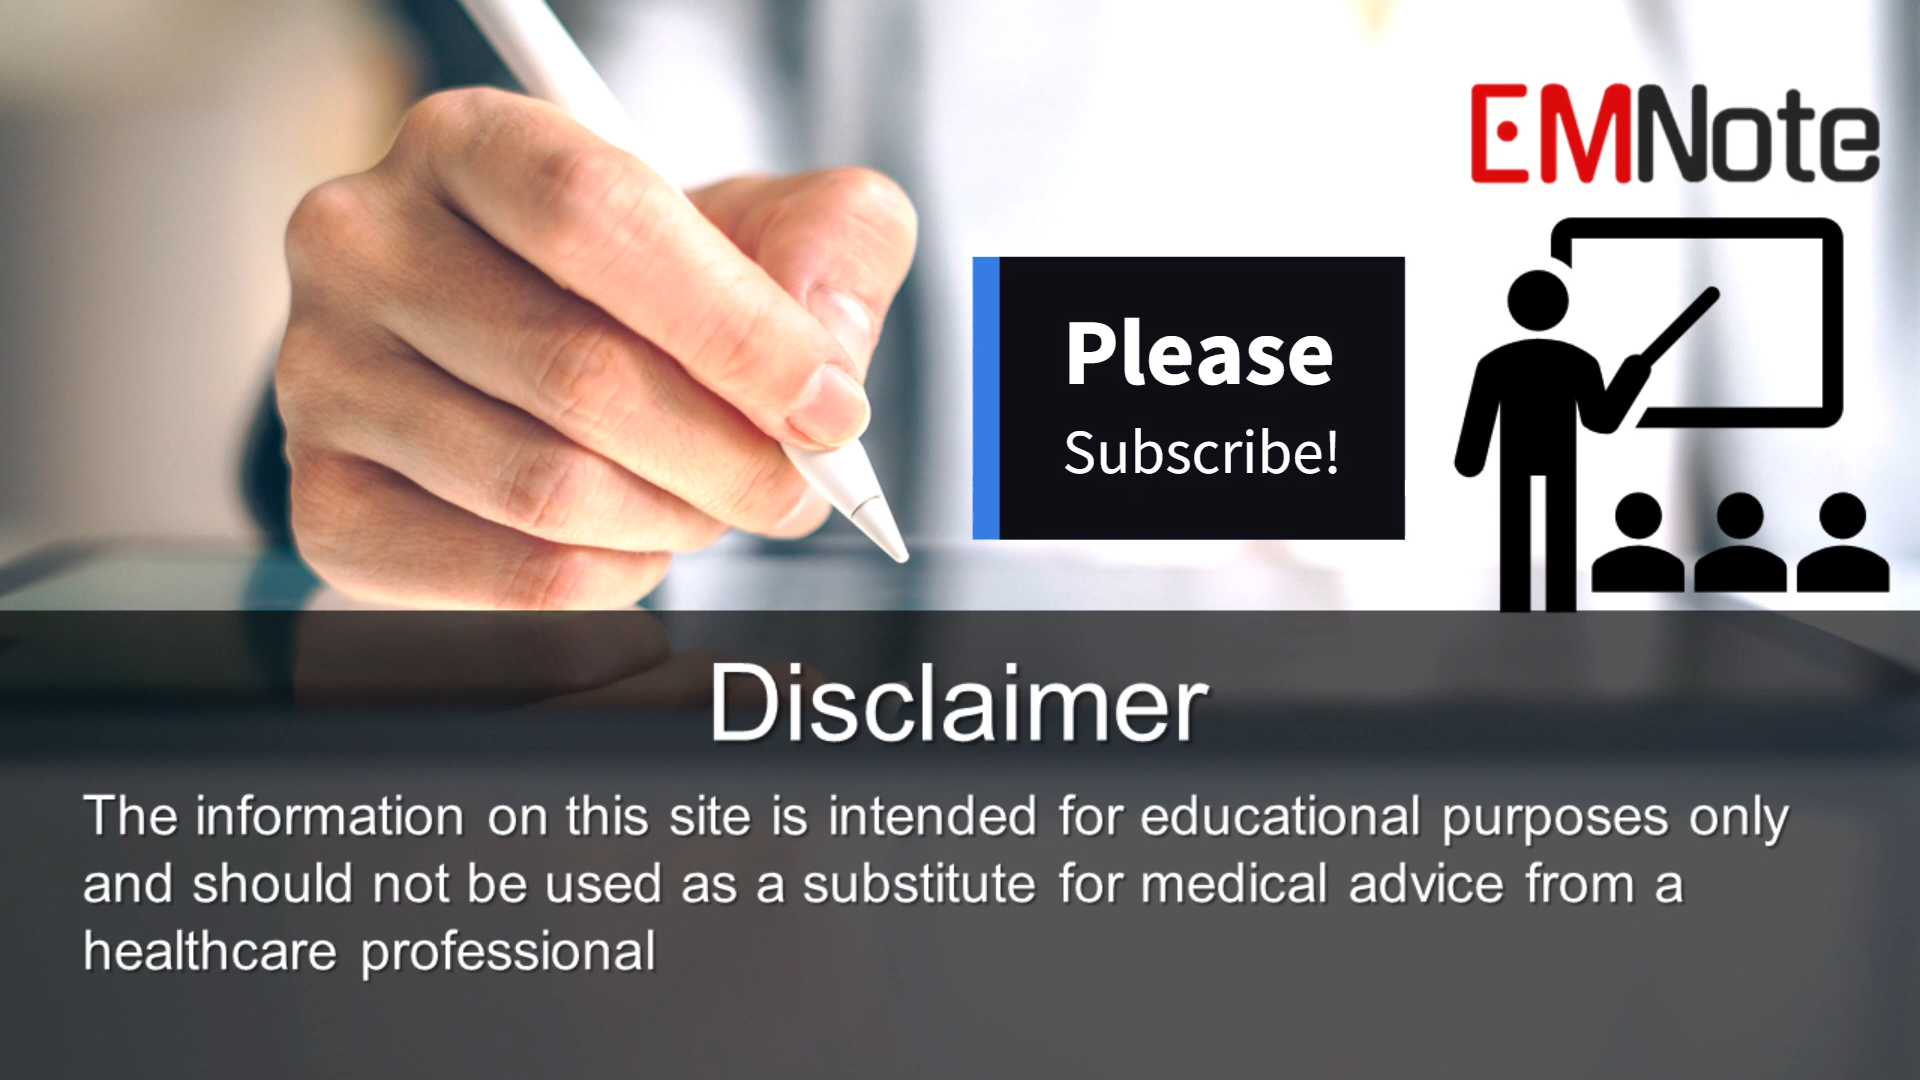 EMNote
Please
Subscribe!
Disclaimer
The information on this site is intended for educational purposes only
and should not be used as a substitute for medical advice from a
healthcare professional